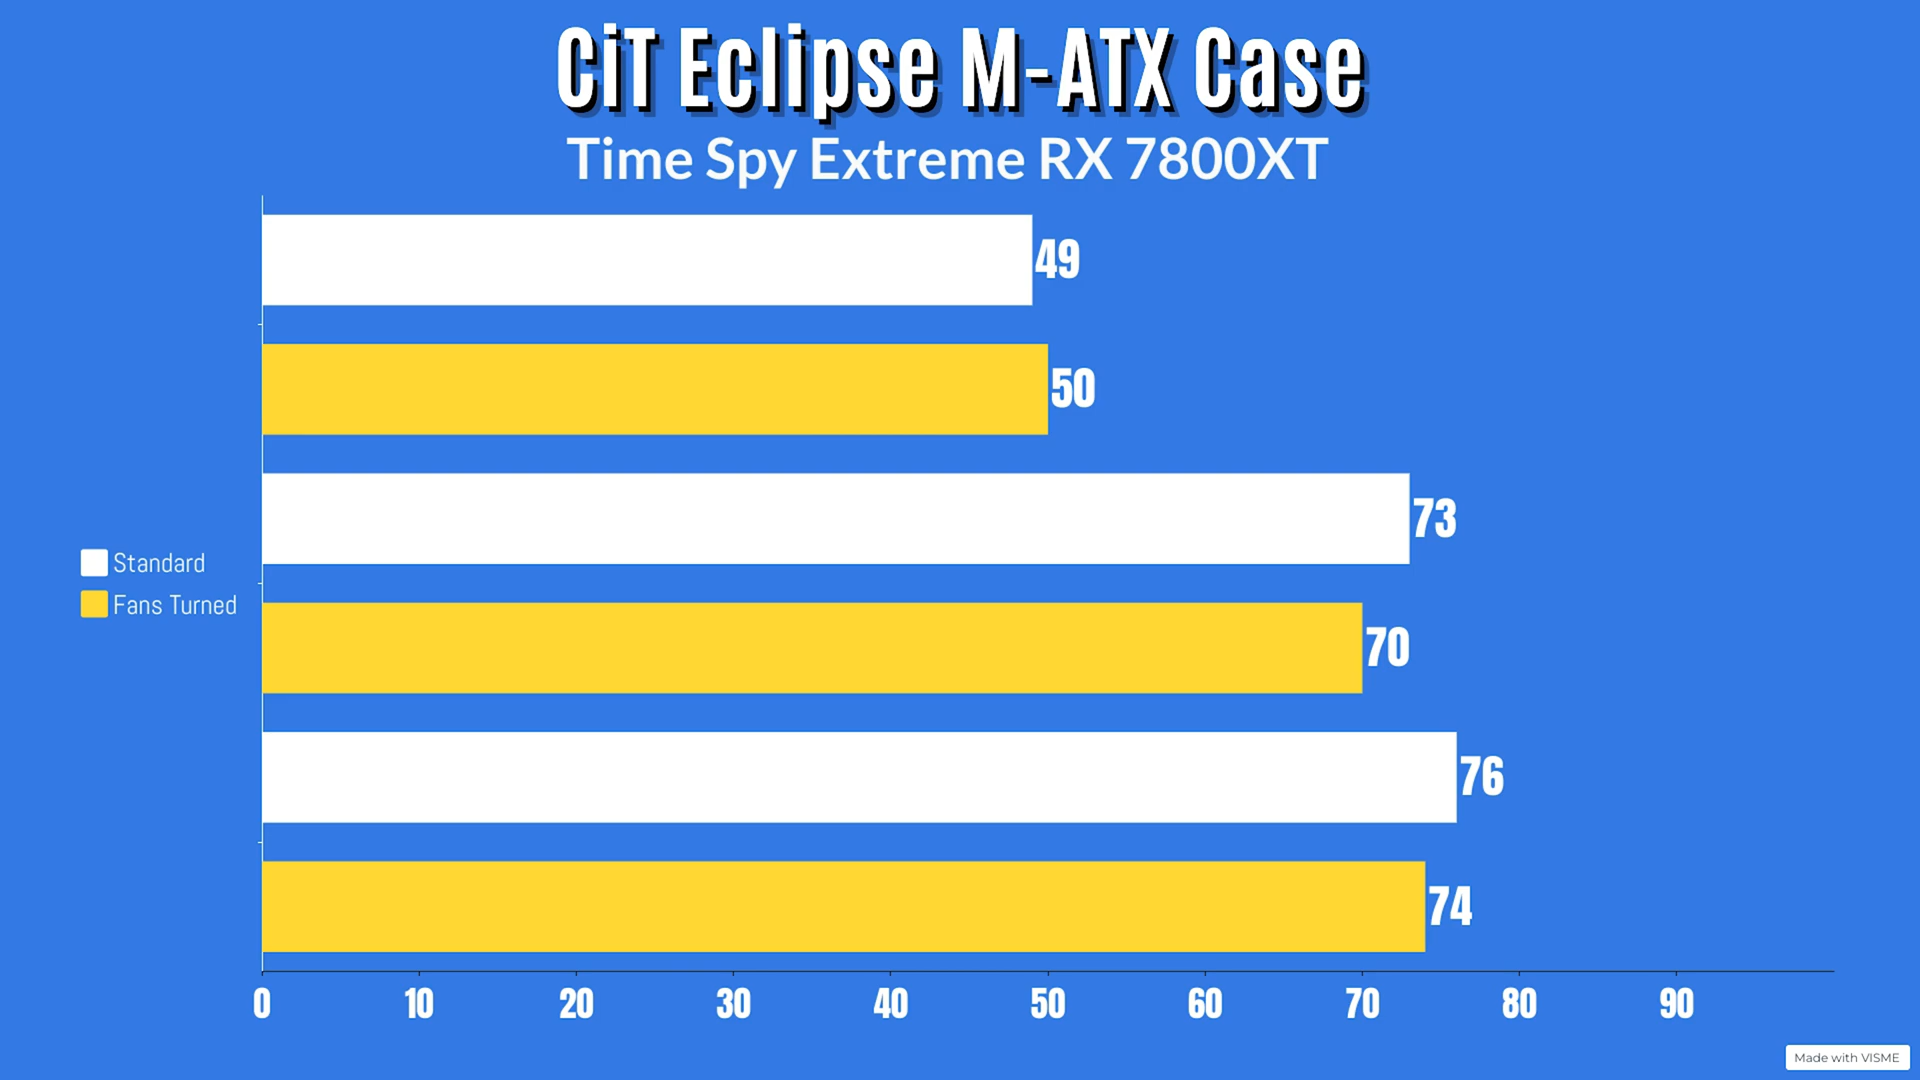 CiT Eclipse M-ATX Case
Time Spy Extreme RX 7800XT
49
50
73
70
76
74
Standard
Fans Turned
0 10 20 30 40 50 60 70 80 90
Made with VISME